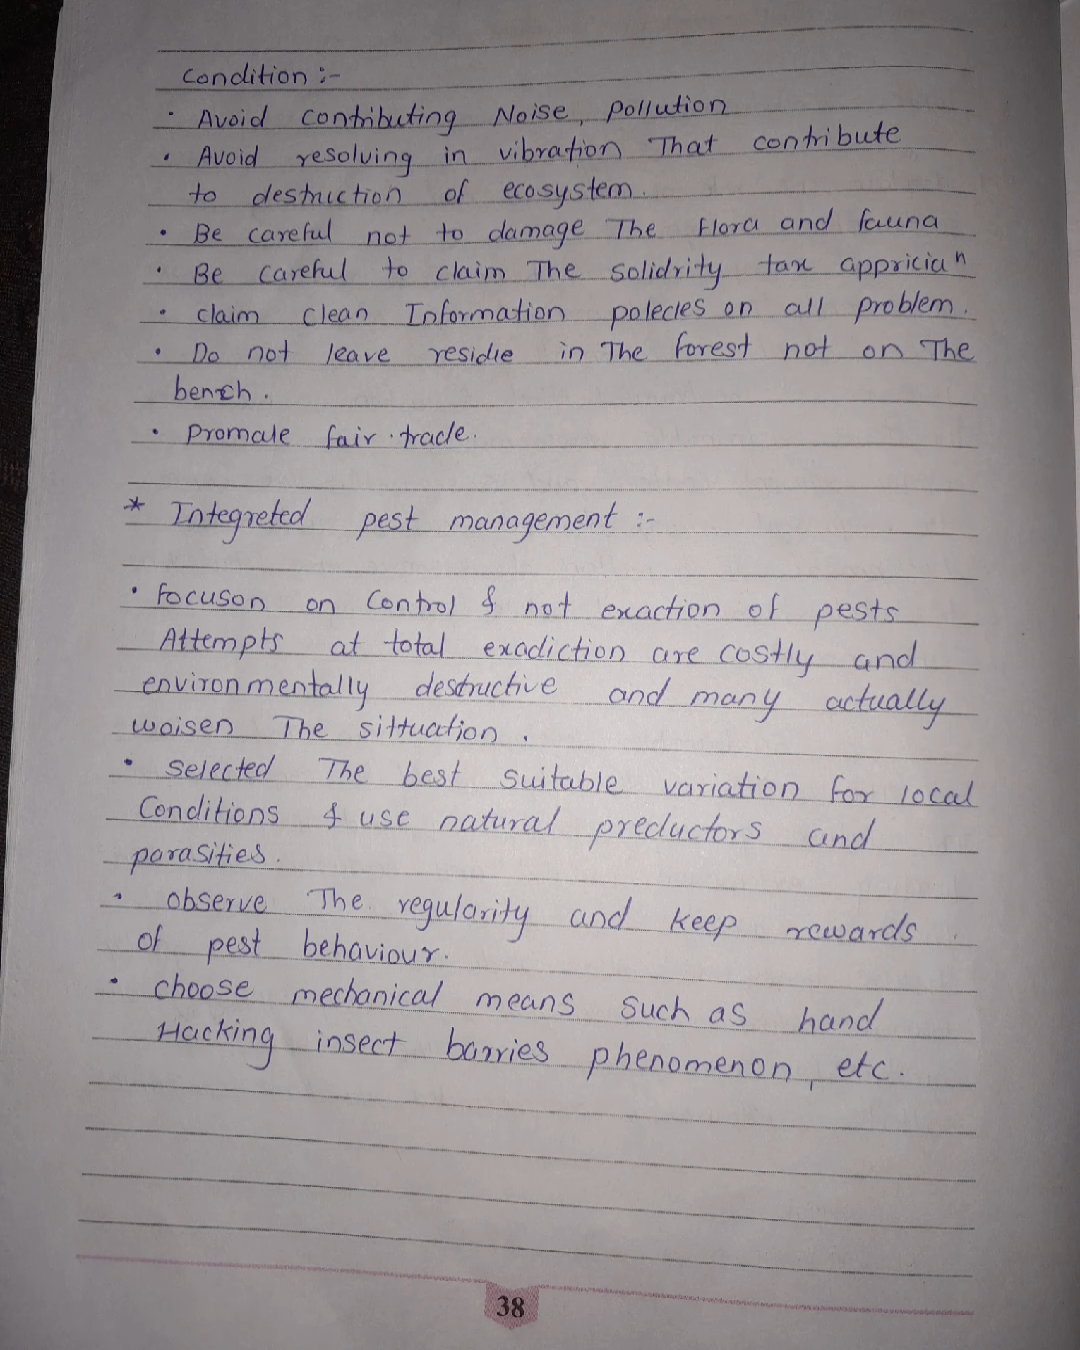 Condition :-
• Avoid contributing Noise, pollution
• Avoid resolving in vibration That contribute
to destruction of ecosystem.
• Be careful not to damage The flora and fauna
• Be careful to claim The solidrity tax apprician
• claim clean Information polecies on all problem.
• Do not leave residie in The forest not on The
bench.
• promate fair trade.
* Integreted pest management :-
• focuson on control & not exaction of pests
Attempts at total exadiction are costly and
environmentally destructive and many actually
woisen The sittuation.
• selected The best suitable variation for local
Conditions & use natural preductors and
parasities.
• observe The regularity and keep rewards
of pest behaviour.
• choose mechanical means such as hand
Hacking insect barries phenomenon, etc.
38